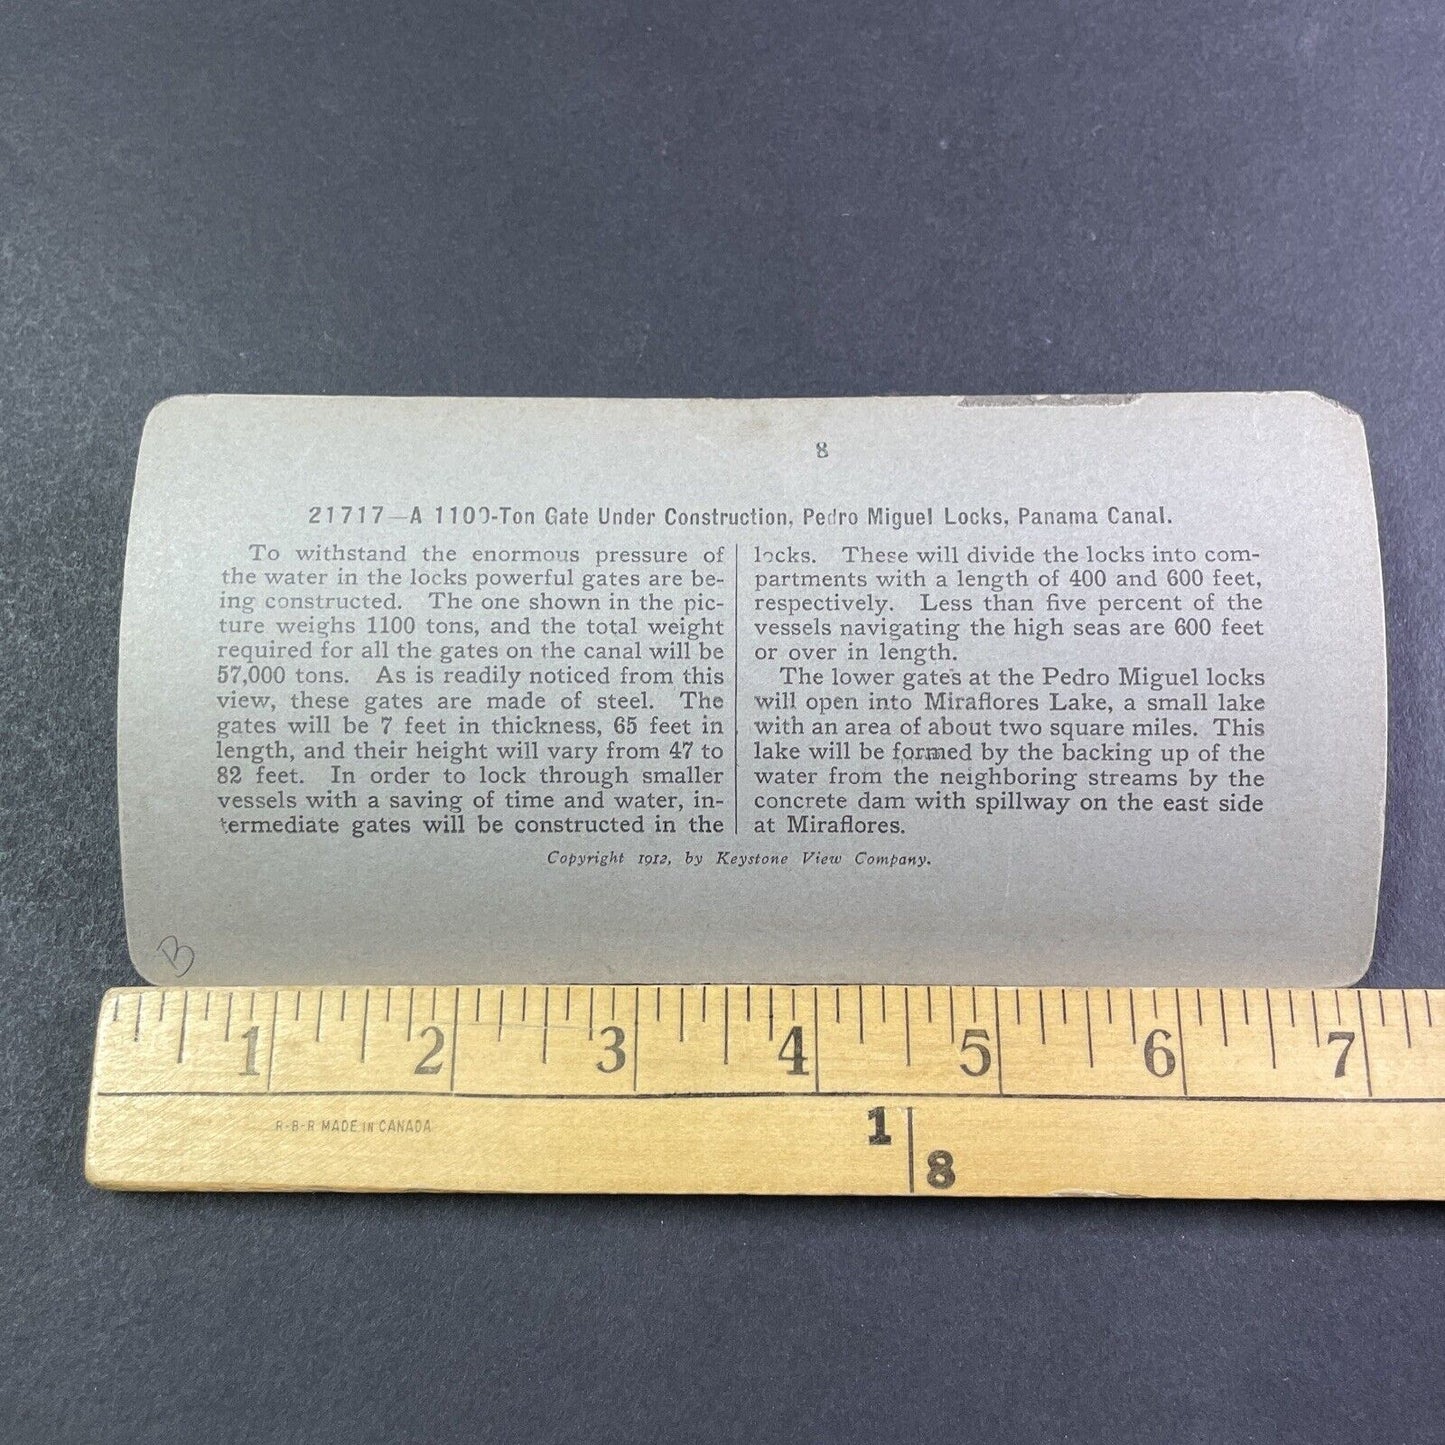 8
21717—A 1100-Ton Gate Under Construction, Pedro Miguel Locks, Panama Canal.
To withstand the enormous pressure of
the water in the locks powerful gates are be-
ing constructed. The one shown in the pic-
ture weighs 1100 tons, and the total weight
required for all the gates on the canal will be
57,000 tons. As is readily noticed from this
view, these gates are made of steel. The
gates will be 7 feet in thickness, 65 feet in
length, and their height will vary from 47 to
82 feet. In order to lock through smaller
vessels with a saving of time and water, in-
termediate gates will be constructed in the
locks. These will divide the locks into com-
partments with a length of 400 and 600 feet,
respectively. Less than five percent of the
vessels navigating the high seas are 600 feet
or over in length.
The lower gates at the Pedro Miguel locks
will open into Miraflores Lake, a small lake
with an area of about two square miles. This
lake will be formed by the backing up of the
water from the neighboring streams by the
concrete dam with spillway on the east side
at Miraflores.
Copyright 1912, by Keystone View Company.
B
1 2 3 4 5 6 7
R-B-R MADE IN CANADA
1
8